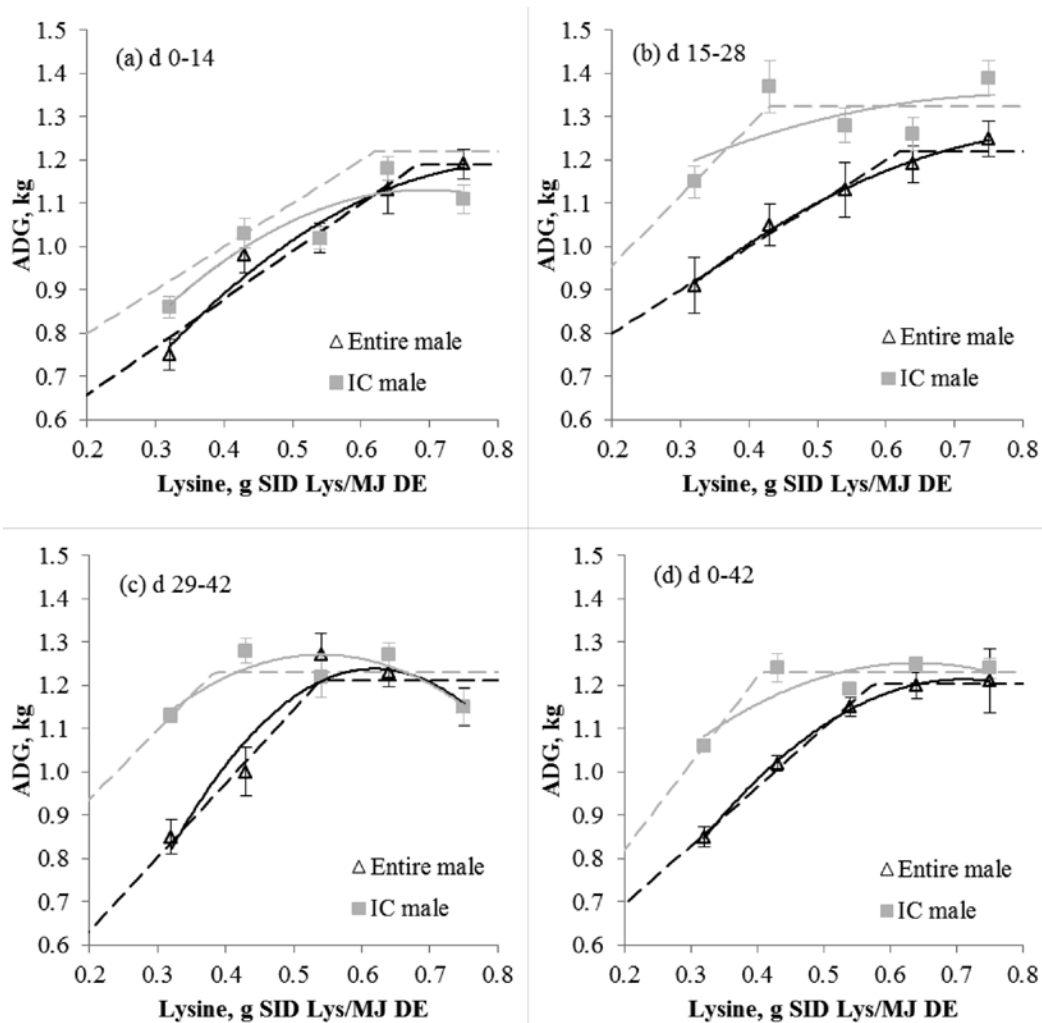 (a) d 0-14
ADG, kg
1.5
1.4
1.3
1.2
1.1
1.0
0.9
0.8
0.7
0.6
0.2 0.3 0.4 0.5 0.6 0.7 0.8
Lysine, g SID Lys/MJ DE
Entire male
IC male
(b) d 15-28
ADG, kg
1.5
1.4
1.3
1.2
1.1
1.0
0.9
0.8
0.7
0.6
0.2 0.3 0.4 0.5 0.6 0.7 0.8
Lysine, g SID Lys/MJ DE
Entire male
IC male
(c) d 29-42
ADG, kg
1.5
1.4
1.3
1.2
1.1
1.0
0.9
0.8
0.7
0.6
0.2 0.3 0.4 0.5 0.6 0.7 0.8
Lysine, g SID Lys/MJ DE
Entire male
IC male
(d) d 0-42
ADG, kg
1.5
1.4
1.3
1.2
1.1
1.0
0.9
0.8
0.7
0.6
0.2 0.3 0.4 0.5 0.6 0.7 0.8
Lysine, g SID Lys/MJ DE
Entire male
IC male